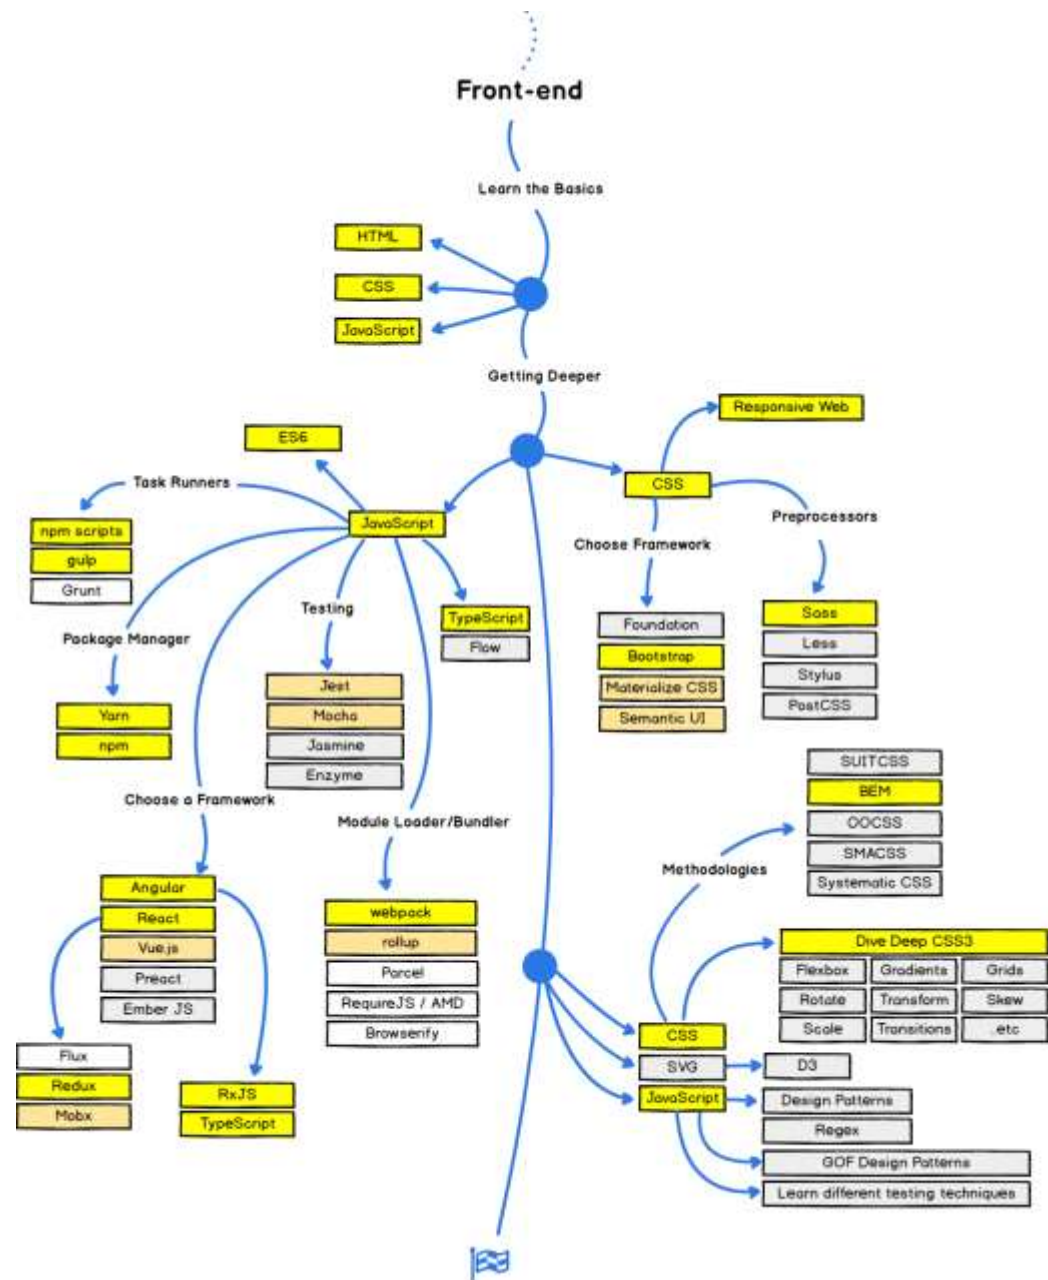 Front-end
Learn the Basics
HTML
CSS
JavaScript
Getting Deeper
Responsive Web
ES6
CSS
Task Runners
JavaScript
Preprocessors
npm scripts
gulp
Grunt
Choose Framework
Testing
TypeScript
Flow
Package Manager
Foundation
Bootstrap
Materialize CSS
Semantic UI
Sass
Less
Stylus
PostCSS
Jest
Mocha
Jasmine
Enzyme
Yarn
npm
Choose a Framework
Module Loader/Bundler
SUITCSS
BEM
OOCSS
SMACSS
Systematic CSS
Methodologies
Angular
React
Vue.js
Preact
Ember JS
webpack
rollup
Parcel
RequireJS / AMD
Browserify
Dive Deep CSS3
Flexbox Gradients Grids
Rotate Transform Skew
Scale Transitions .etc
Flux
Redux
Mobx
RxJS
TypeScript
CSS
SVG
JavaScript
D3
Design Patterns
Regex
GOF Design Patterns
Learn different testing techniques